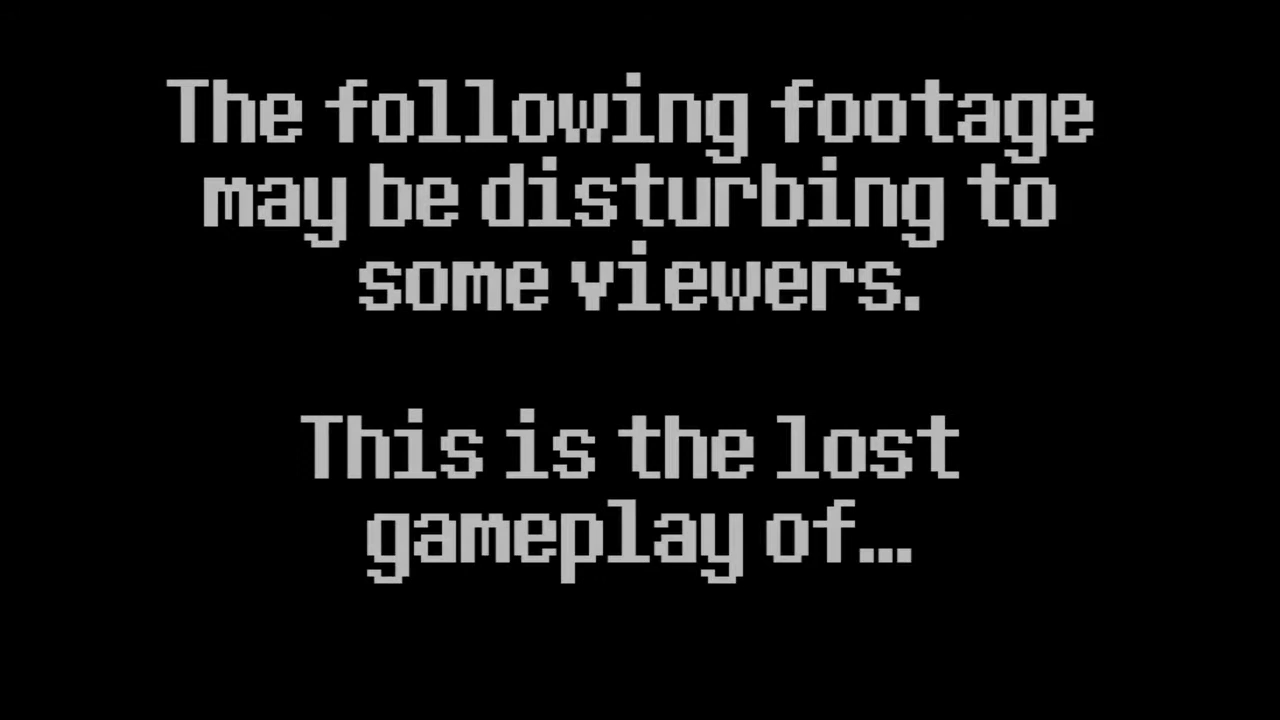 The following footage
may be disturbing to
some viewers.
This is the lost
gameplay of...